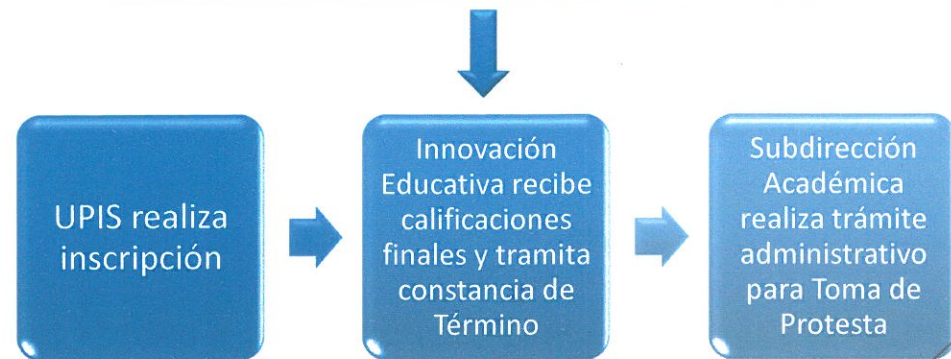 UPIS realiza
inscripción
Innovación
Educativa recibe
calificaciones
finales y tramita
constancia de
Término
Subdirección
Académica
realiza trámite
administrativo
para Toma de
Protesta